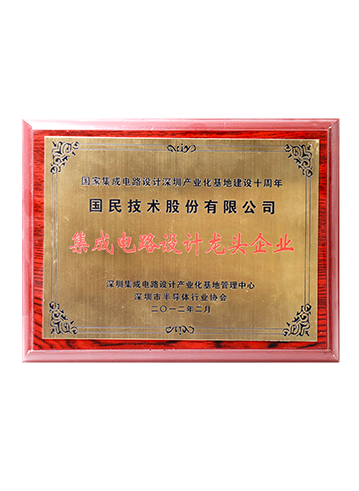 国家集成电路设计深圳产业化基地建设十周年
国民技术股份有限公司
集成电路设计龙头企业
深圳集成电路设计产业化基地管理中心
深圳市半导体行业协会
二〇一二年二月